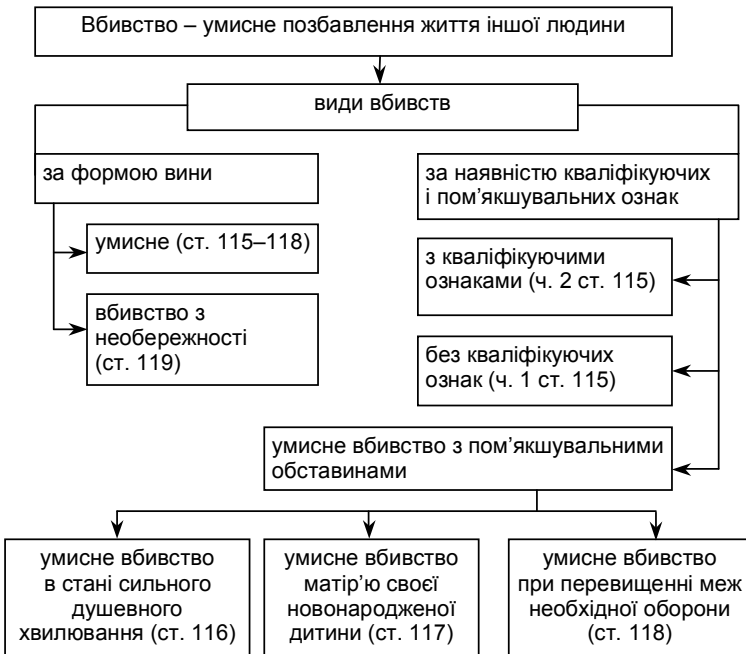 Вбивство – умисне позбавлення життя іншої людини
види вбивств
за формою вини
умисне (ст. 115–118)
вбивство з
необережності
(ст. 119)
за наявністю кваліфікуючих
і пом’якшувальних ознак
з кваліфікуючими
ознаками (ч. 2 ст. 115)
без кваліфікуючих
ознак (ч. 1 ст. 115)
умисне вбивство з пом’якшувальними
обставинами
умисне вбивство
в стані сильного
душевного
хвилювання (ст. 116)
умисне вбивство
матір’ю своєї
новонародженої
дитини (ст. 117)
умисне вбивство
при перевищенні меж
необхідної оборони
(ст. 118)